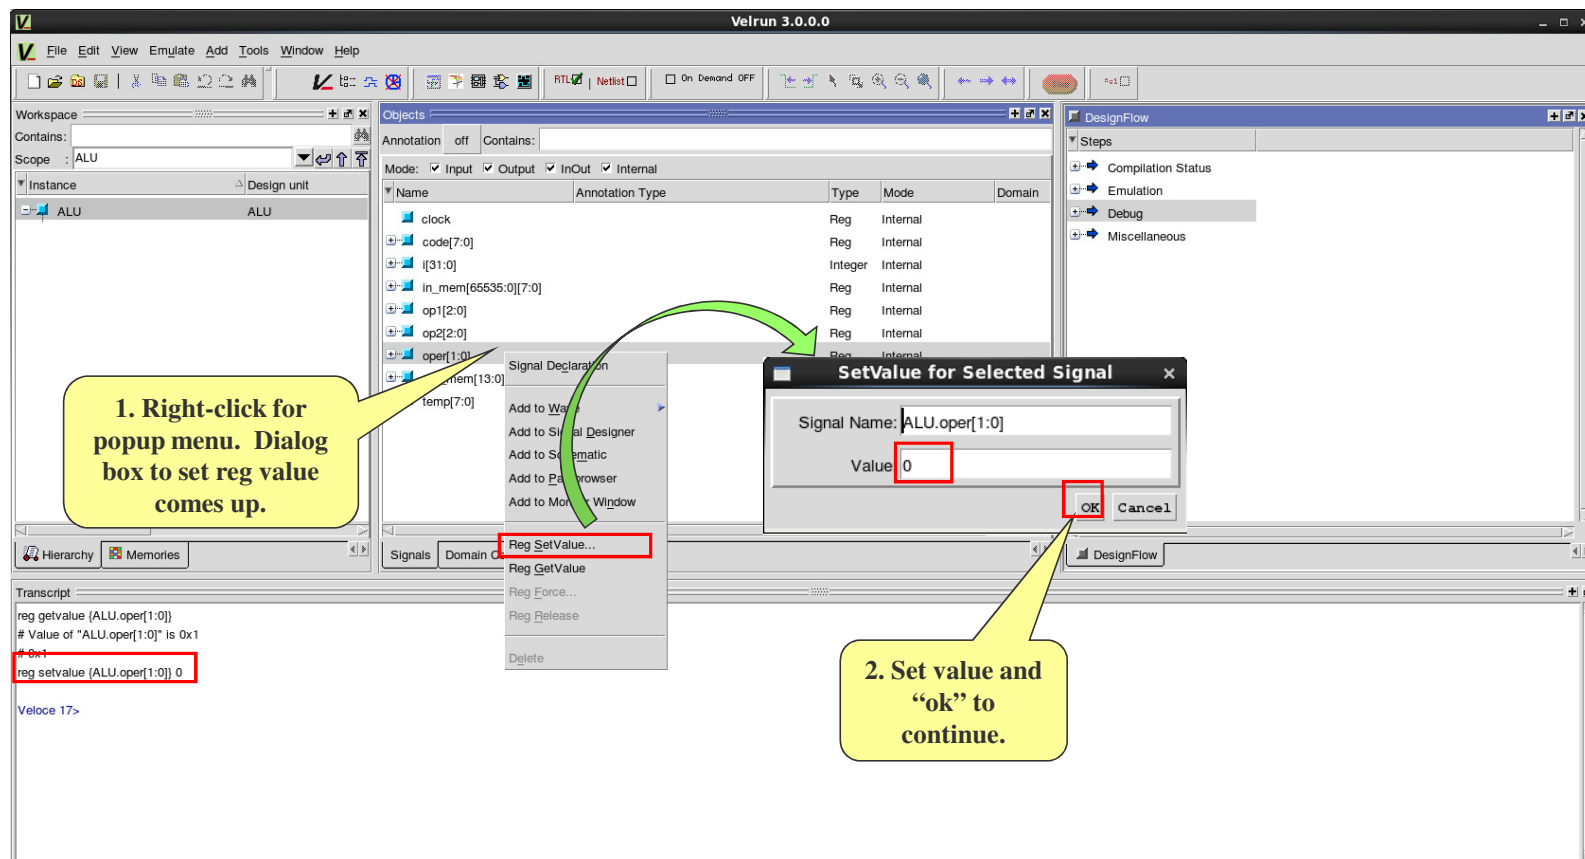 Velrun 3.0.0.0
File Edit View Emulate Add Tools Window Help
RTL | Netlist On Demand OFF
Workspace
Contains:
Scope : ALU
Instance Design unit
ALU ALU
Hierarchy Memories
Objects
Annotation off Contains:
Mode: Input Output InOut Internal
Name Annotation Type Type Mode Domain
clock Reg Internal
code[7:0] Reg Internal
i[31:0] Integer Internal
in_mem[65535:0][7:0] Reg Internal
op1[2:0] Reg Internal
op2[2:0] Reg Internal
oper[1:0] Reg Internal
mem[13:0]
temp[7:0]
Signals Domain
Signal Declaration
Add to Wave
Add to Signal Designer
Add to Schematic
Add to Pathbrowser
Add to Monitor Window
Reg SetValue...
Reg GetValue
Reg Force...
Reg Release
Delete
SetValue for Selected Signal
Signal Name: ALU.oper[1:0]
Value 0
OK Cancel
DesignFlow
Steps
Compilation Status
Emulation
Debug
Miscellaneous
DesignFlow
1. Right-click for
popup menu. Dialog
box to set reg value
comes up.
2. Set value and
“ok” to
continue.
Transcript
reg getvalue {ALU.oper[1:0]}
# Value of "ALU.oper[1:0]" is 0x1
# 0x1
reg setvalue {ALU.oper[1:0]} 0
Veloce 17>